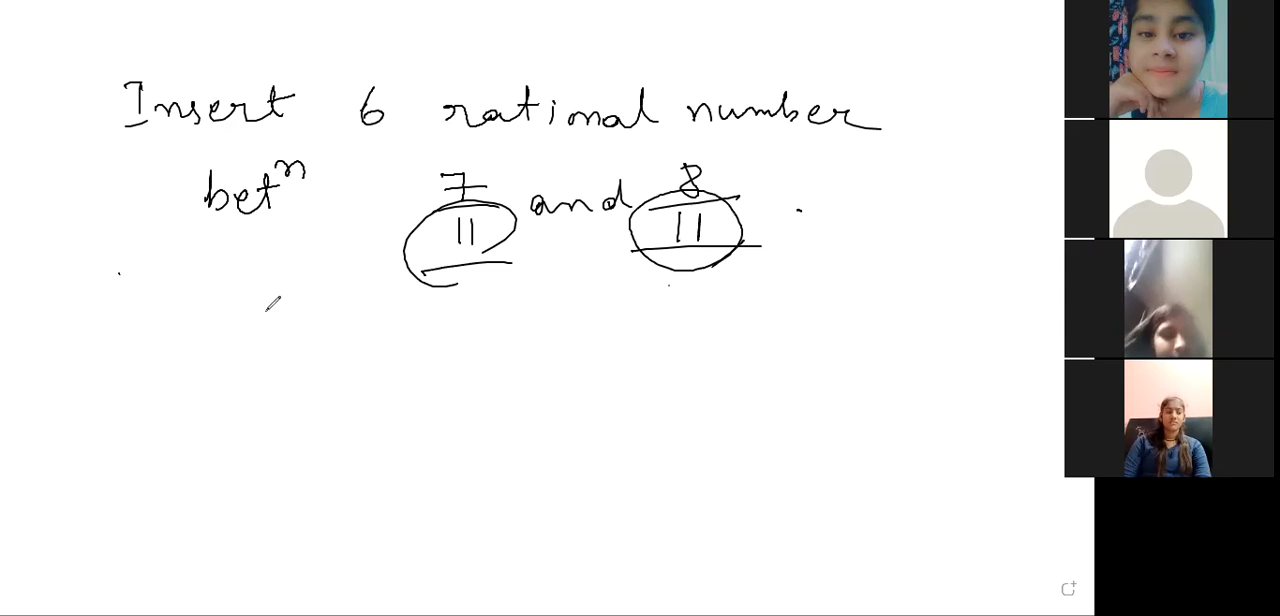 Insert 6 rational number
betⁿ 7/11 and 8/11 .